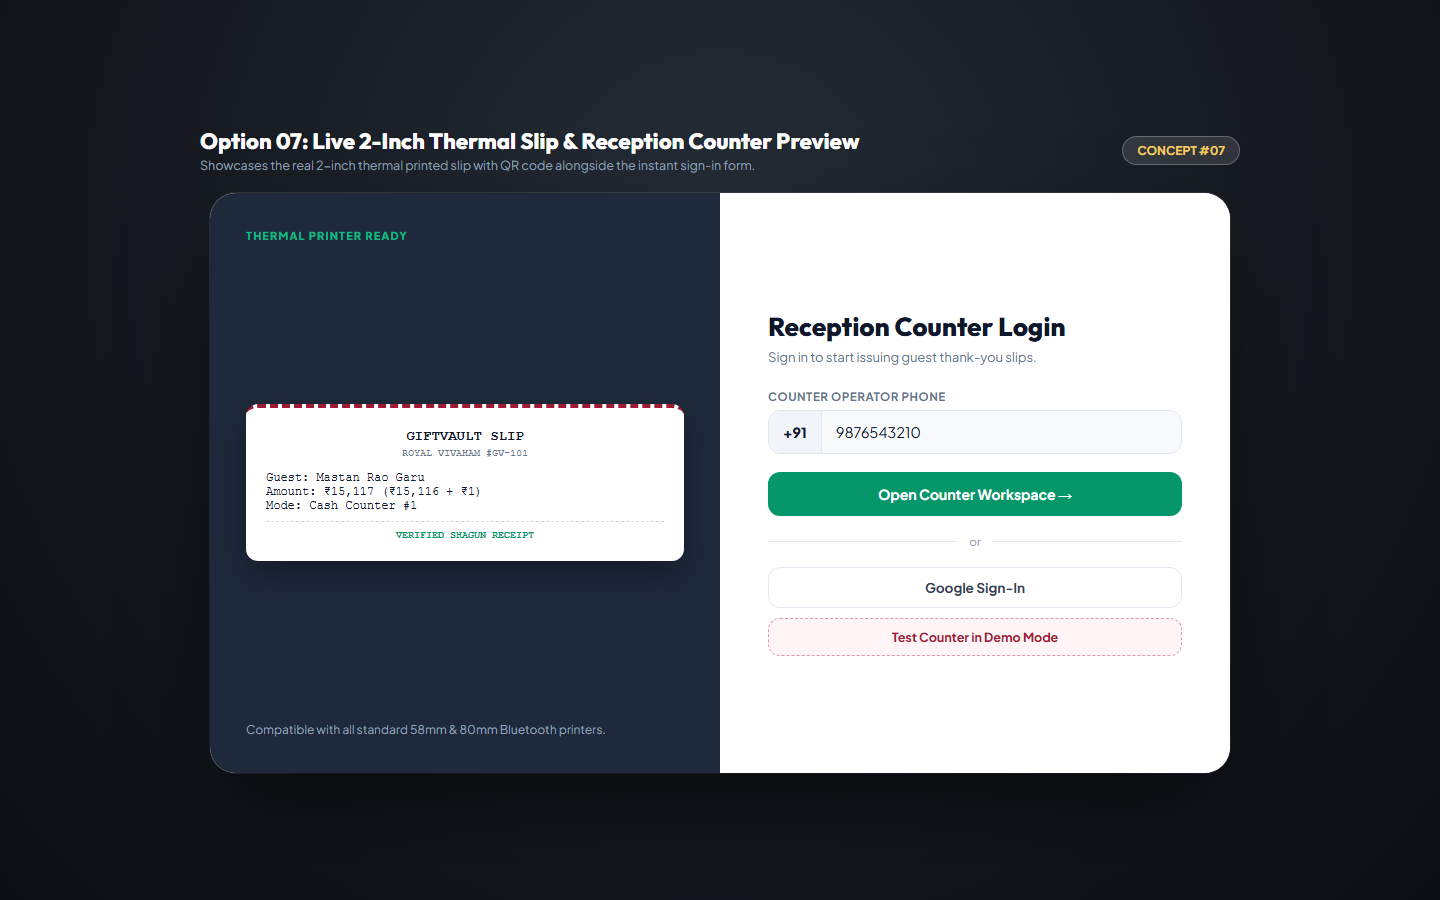 Option 07: Live 2-Inch Thermal Slip & Reception Counter Preview
Showcases the real 2-inch thermal printed slip with QR code alongside the instant sign-in form.
CONCEPT #07
THERMAL PRINTER READY
GIFTVAULT SLIP
ROYAL VIVAHAM #GV-101
Guest: Mastan Rao Garu
Amount: ₹15,117 (₹15,116 + ₹1)
Mode: Cash Counter #1
VERIFIED SHAGUN RECEIPT
Compatible with all standard 58mm & 80mm Bluetooth printers.
Reception Counter Login
Sign in to start issuing guest thank-you slips.
COUNTER OPERATOR PHONE
+91 9876543210
Open Counter Workspace →
or
Google Sign-In
Test Counter in Demo Mode